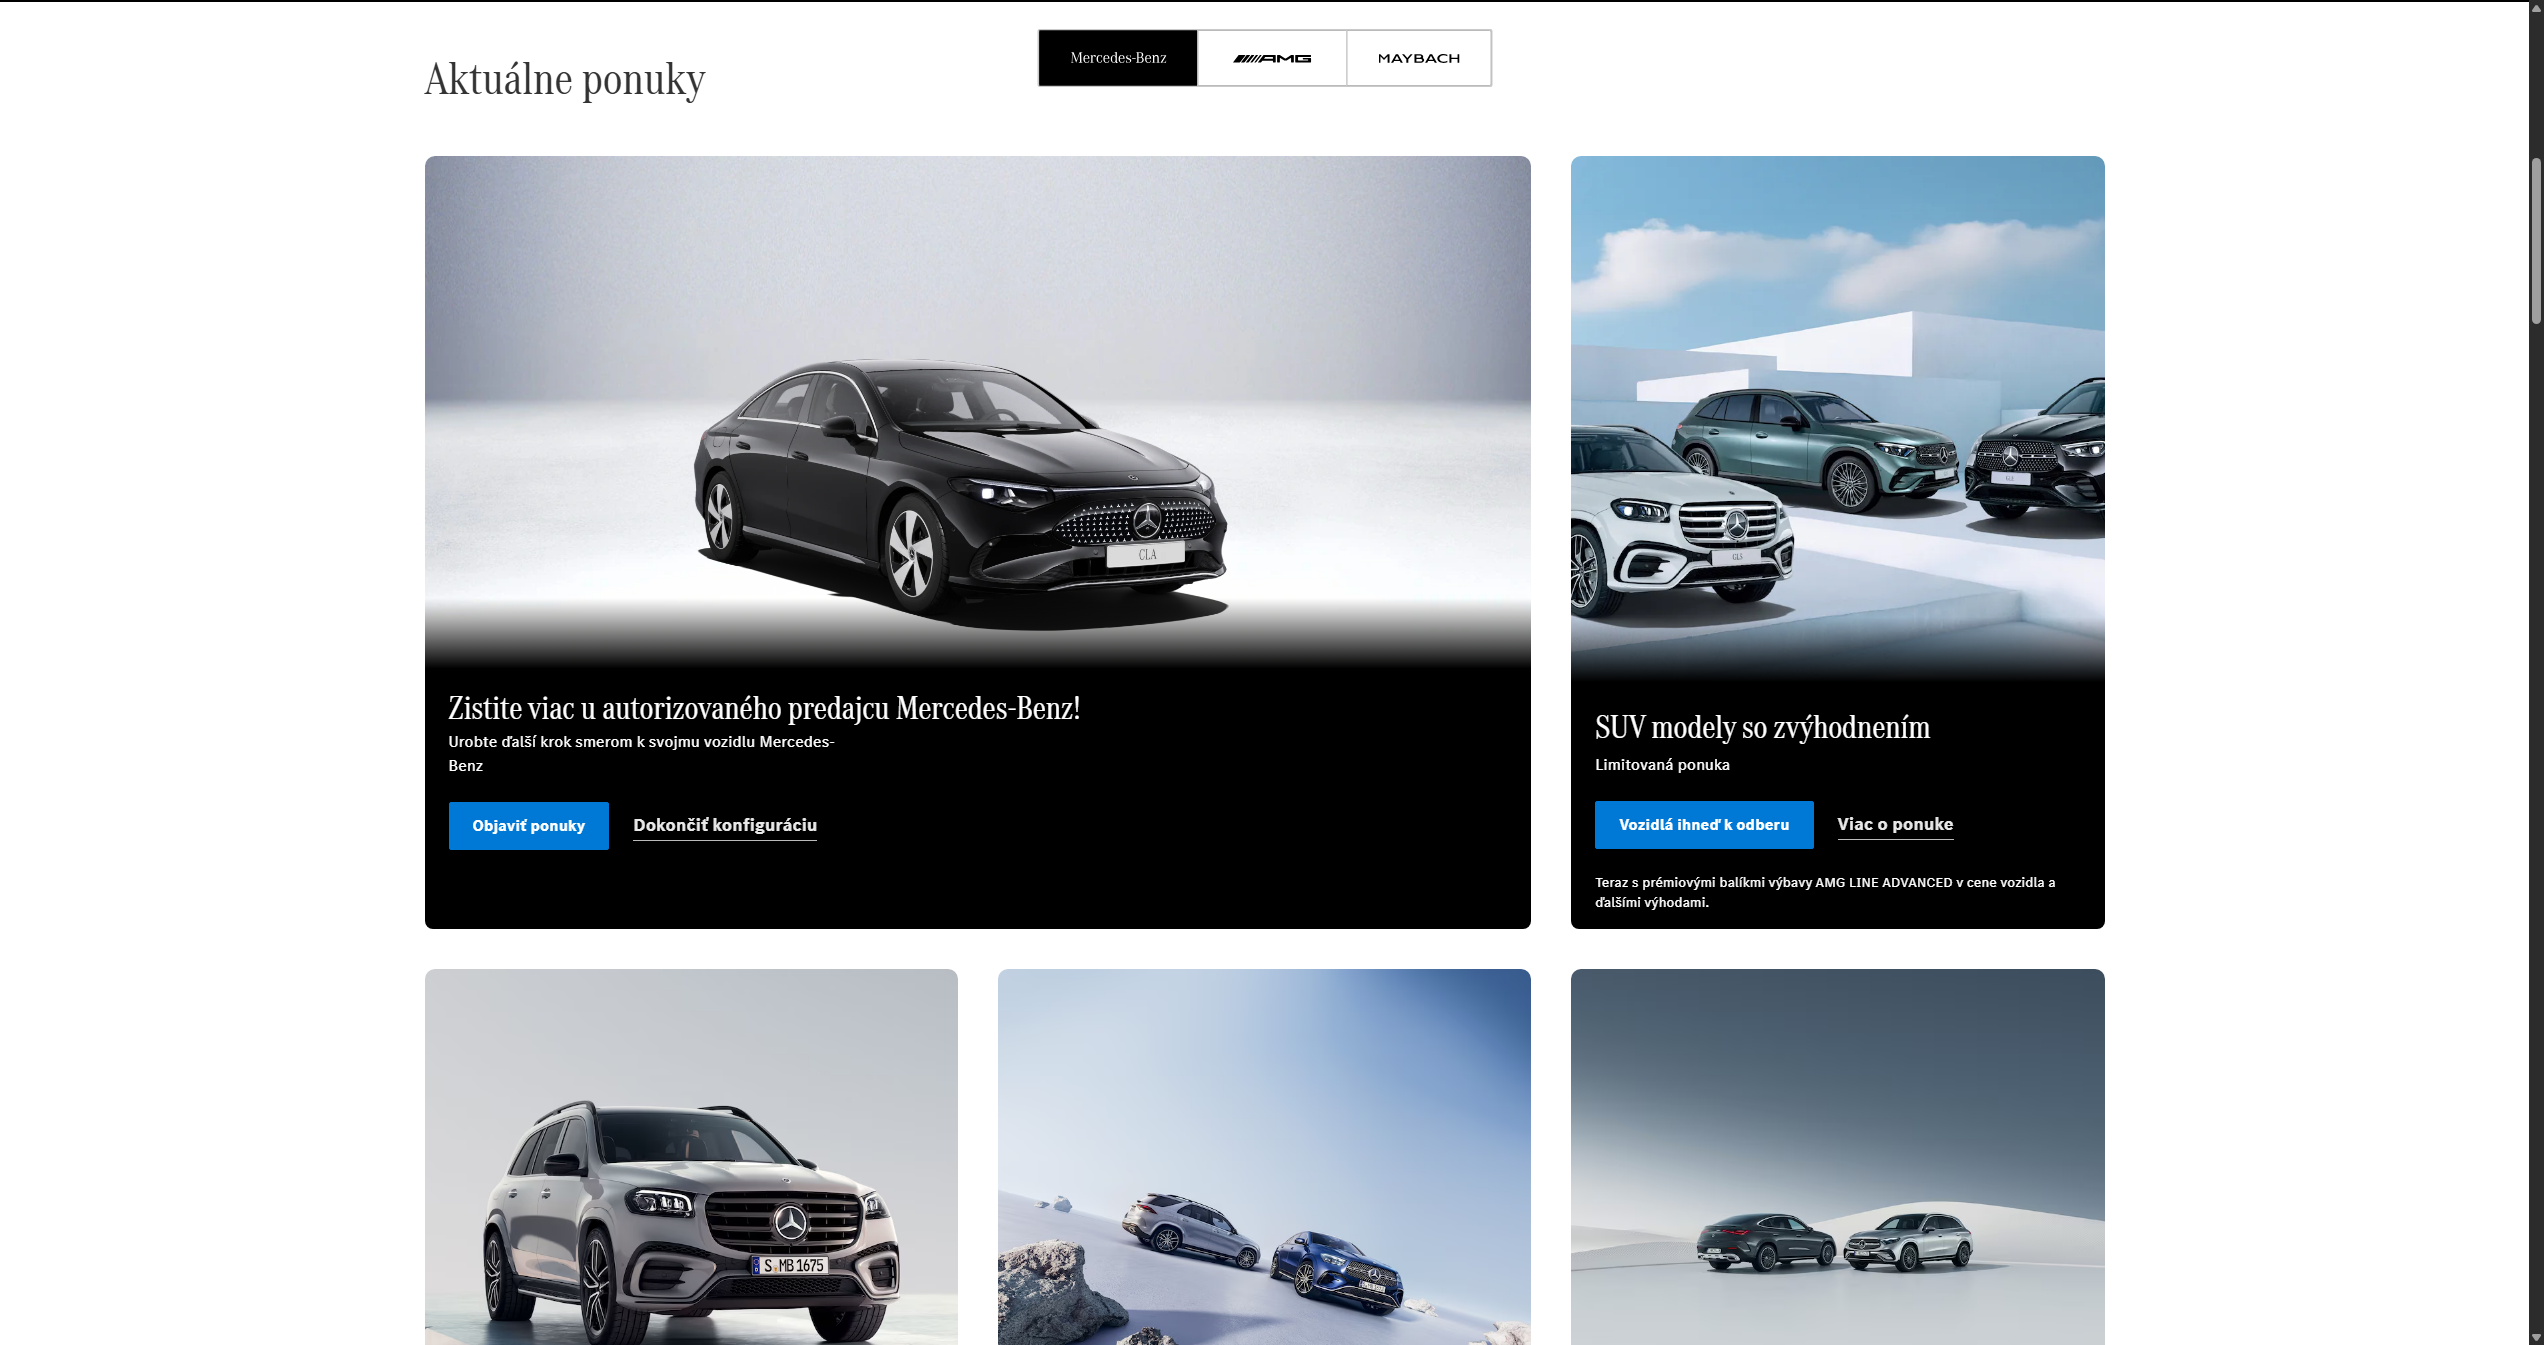 Mercedes-Benz
AMG
MAYBACH
Aktuálne ponuky
CLA
GLS
Zistite viac u autorizovaného predajcu Mercedes-Benz!
Urobte ďalší krok smerom k svojmu vozidlu Mercedes-
Benz
Objaviť ponuky
Dokončiť konfiguráciu
SUV modely so zvýhodnením
Limitovaná ponuka
Vozidlá ihneď k odberu
Viac o ponuke
Teraz s prémiovými balíkmi výbavy AMG LINE ADVANCED v cene vozidla a
ďalšími výhodami.
S MB 1675